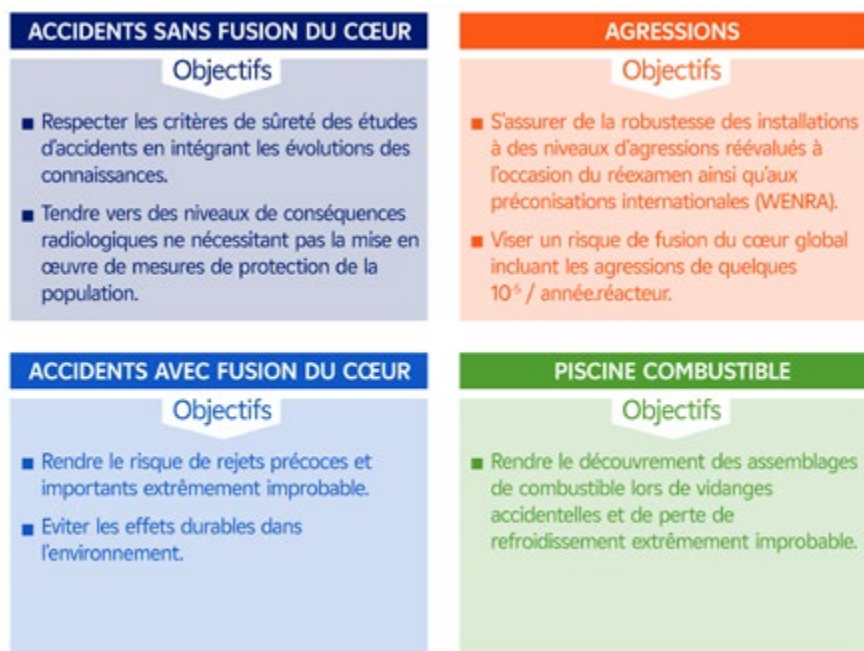 ACCIDENTS SANS FUSION DU CŒUR
Objectifs
■ Respecter les critères de sûreté des études
d'accidents en intégrant les évolutions des
connaissances.
■ Tendre vers des niveaux de conséquences
radiologiques ne nécessitant pas la mise en
œuvre de mesures de protection de la
population.
AGRESSIONS
Objectifs
■ S'assurer de la robustesse des installations
à des niveaux d'agressions réévalués à
l'occasion du réexamen ainsi qu'aux
préconisations internationales (WENRA).
■ Viser un risque de fusion du cœur global
incluant les agressions de quelques
10⁻⁵ / année.réacteur.
ACCIDENTS AVEC FUSION DU CŒUR
Objectifs
■ Rendre le risque de rejets précoces et
importants extrêmement improbable.
■ Eviter les effets durables dans
l'environnement.
PISCINE COMBUSTIBLE
Objectifs
■ Rendre le découvrement des assemblages
de combustible lors de vidanges
accidentelles et de perte de
refroidissement extrêmement improbable.